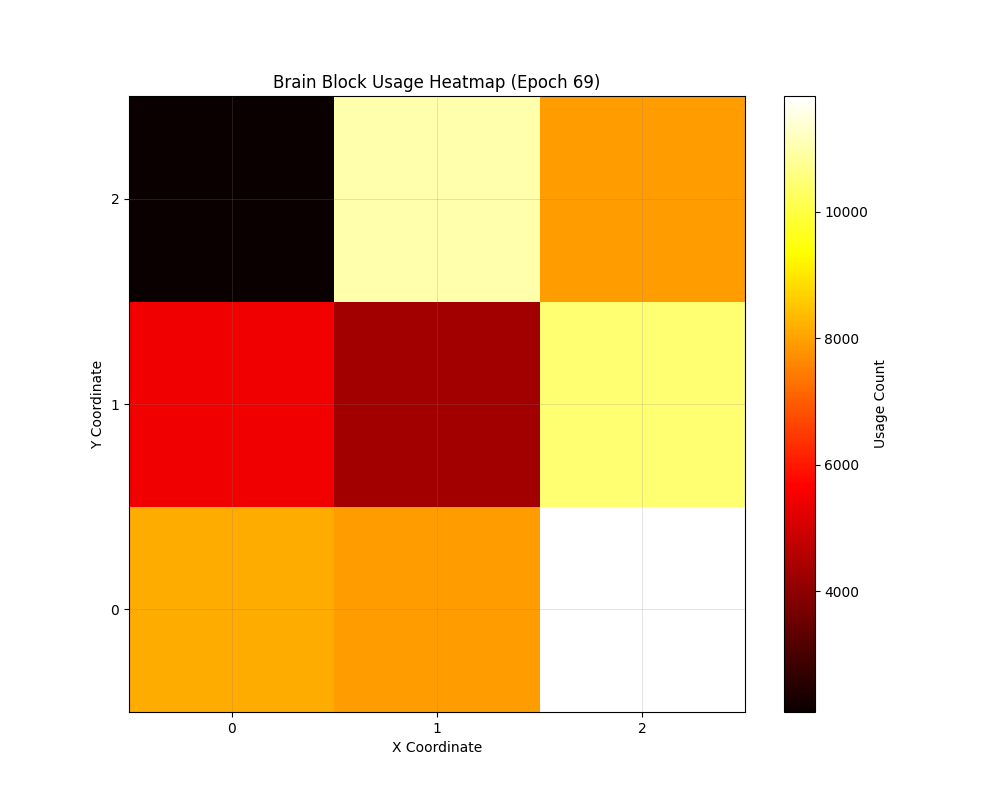 Brain Block Usage Heatmap (Epoch 69)
2
1
0
Y Coordinate
0 1 2
X Coordinate
10000
8000
6000
4000
Usage Count